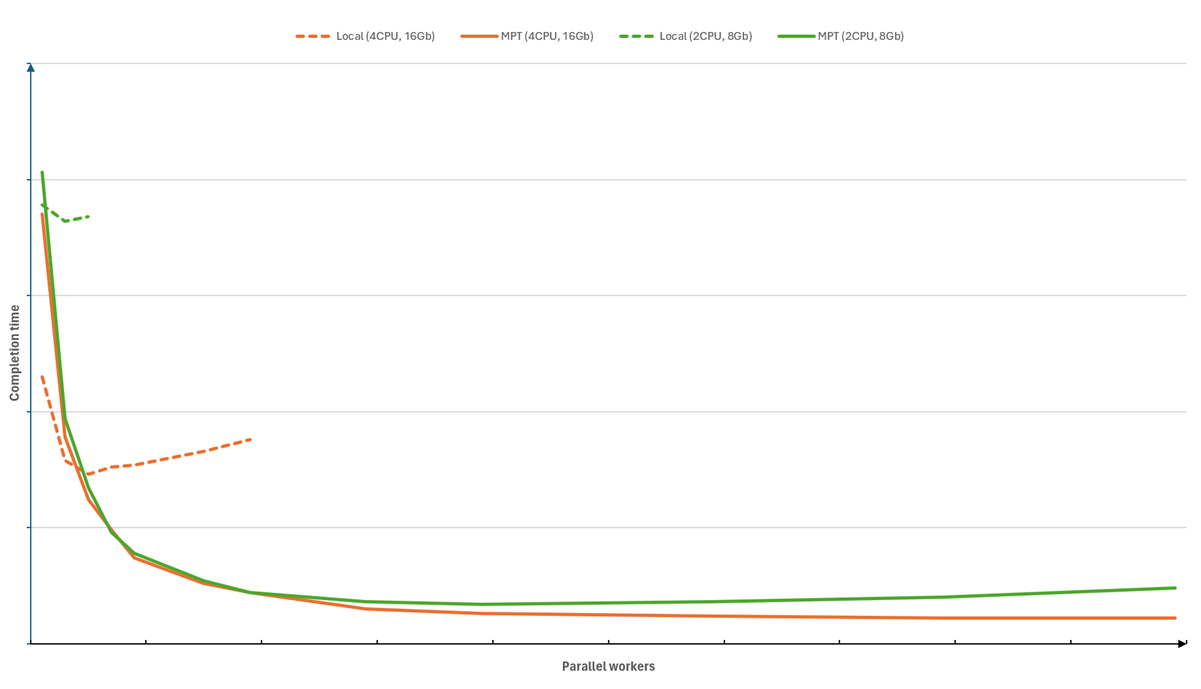 Local (4CPU, 16Gb) MPT (4CPU, 16Gb) Local (2CPU, 8Gb) MPT (2CPU, 8Gb)
Completion time
Parallel workers